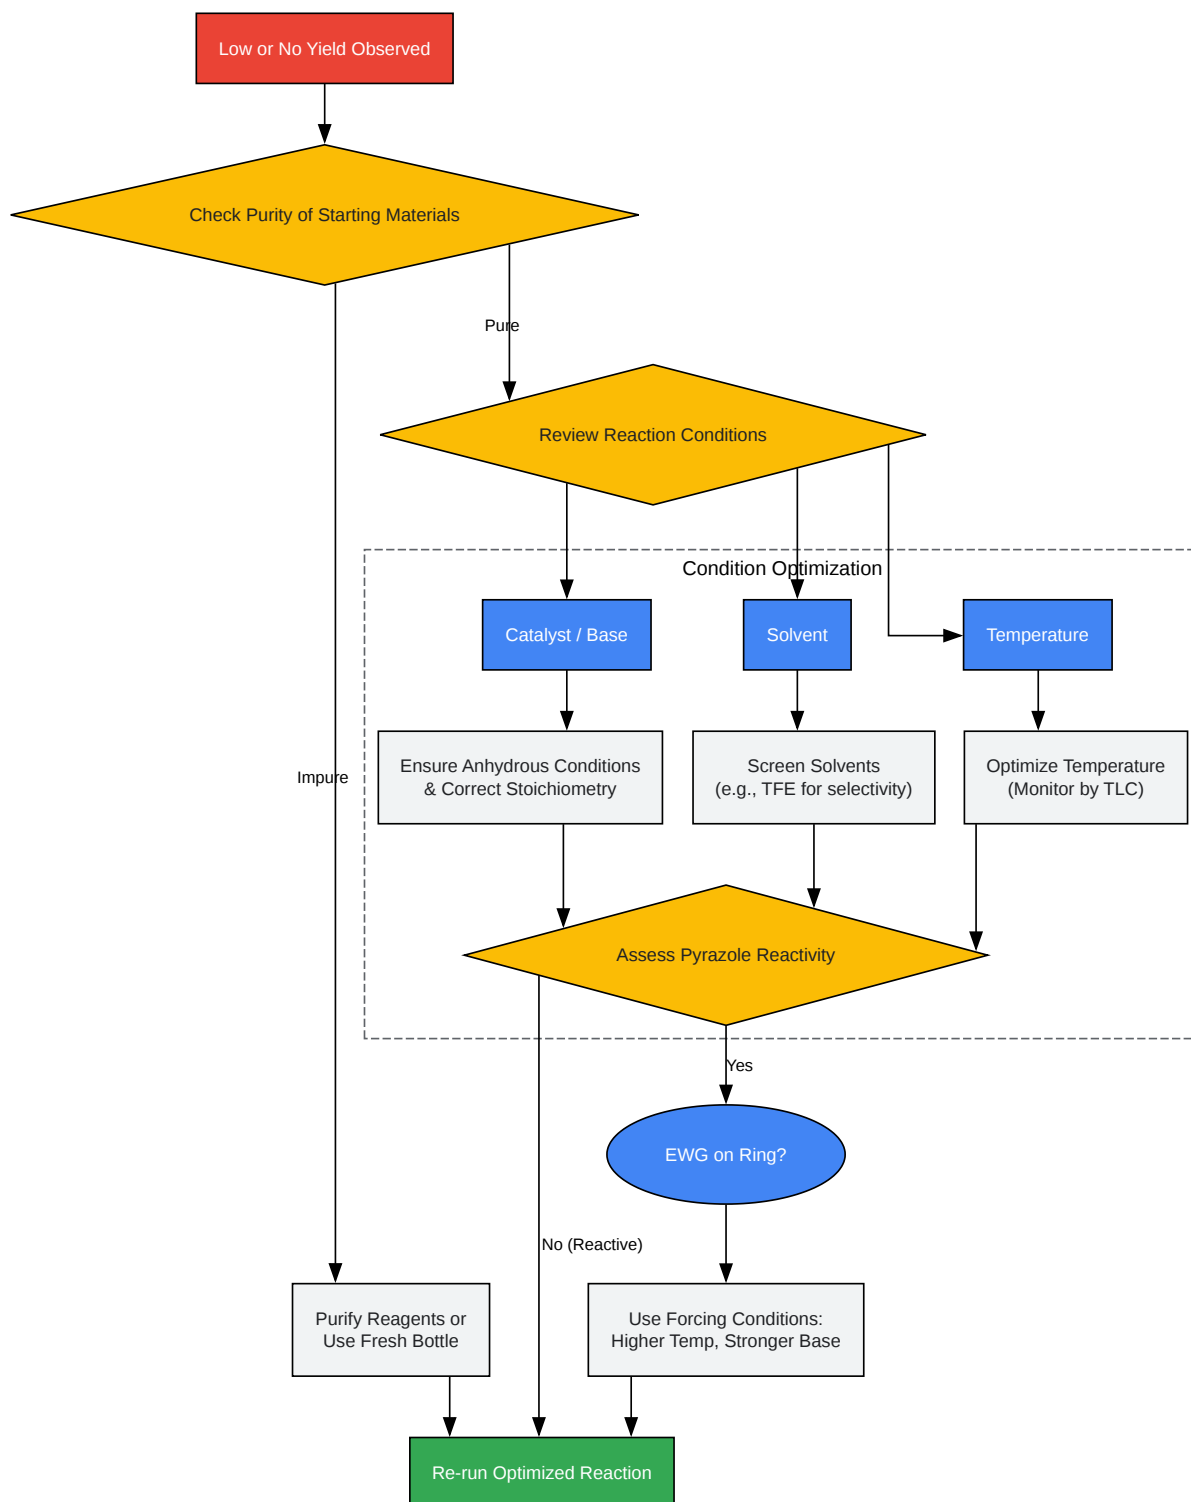 Low or No Yield Observed
Check Purity of Starting Materials
Pure
Review Reaction Conditions
Condition Optimization
Catalyst / Base
Solvent
Temperature
Impure
Ensure Anhydrous Conditions
& Correct Stoichiometry
Screen Solvents
(e.g., TFE for selectivity)
Optimize Temperature
(Monitor by TLC)
Assess Pyrazole Reactivity
Yes
EWG on Ring?
No (Reactive)
Purify Reagents or
Use Fresh Bottle
Use Forcing Conditions:
Higher Temp, Stronger Base
Re-run Optimized Reaction